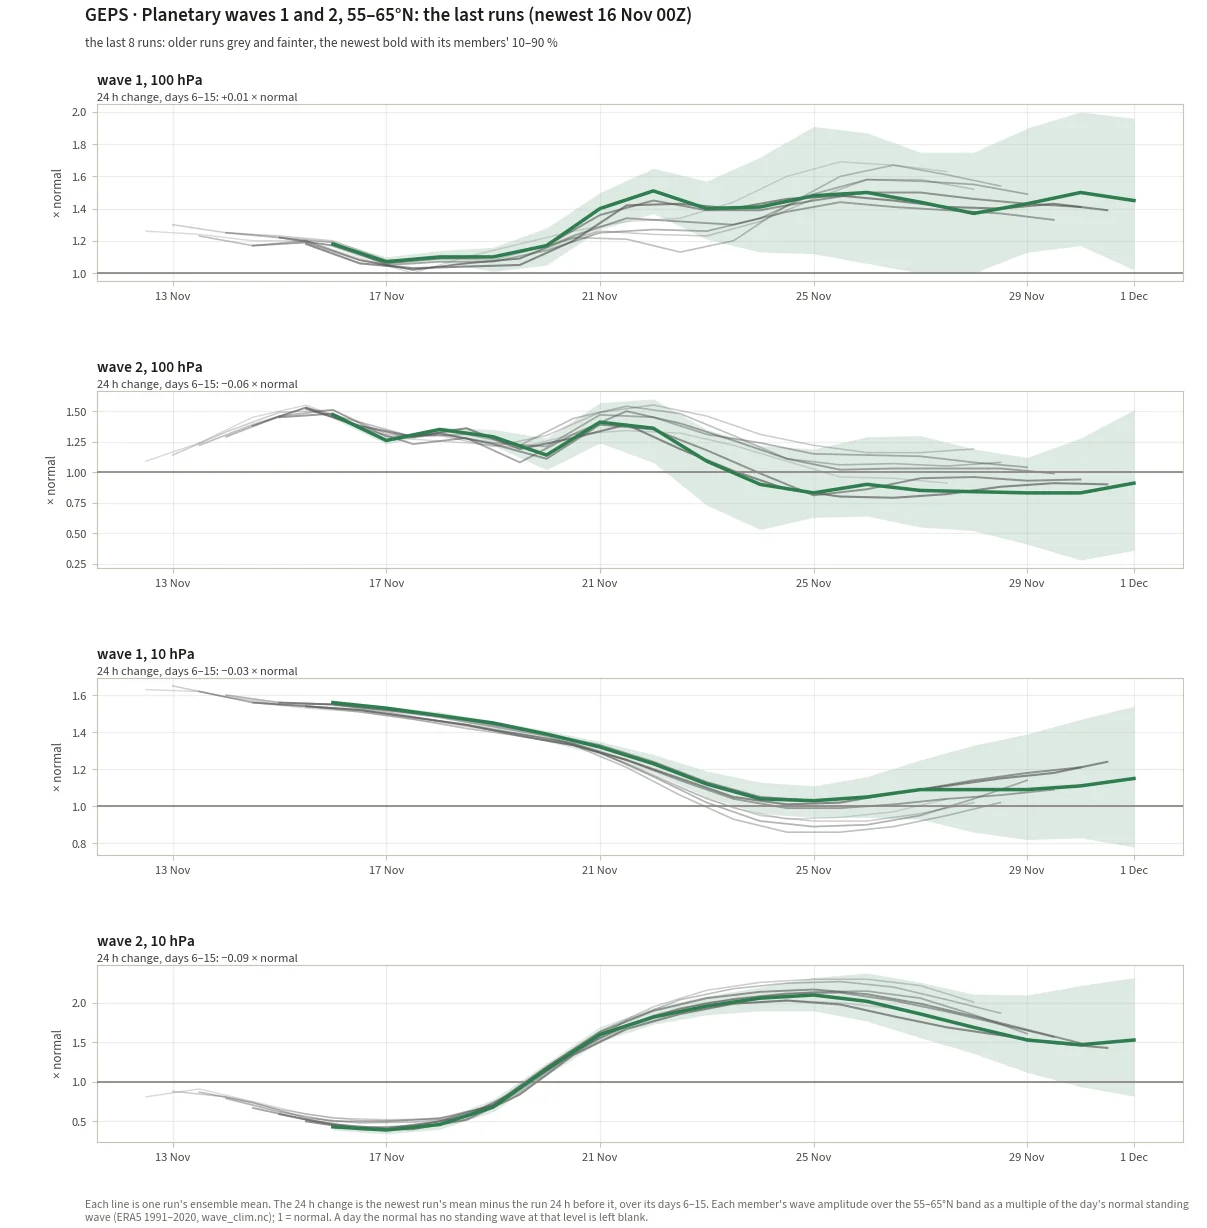 GEPS · Planetary waves 1 and 2, 55–65°N: the last runs (newest 16 Nov 00Z)
the last 8 runs: older runs grey and fainter, the newest bold with its members' 10–90 %
wave 1, 100 hPa
24 h change, days 6–15: +0.01 × normal
2.0
1.8
1.6
1.4
1.2
1.0
× normal
13 Nov
17 Nov
21 Nov
25 Nov
29 Nov
1 Dec
wave 2, 100 hPa
24 h change, days 6–15: −0.06 × normal
1.50
1.25
1.00
0.75
0.50
0.25
× normal
13 Nov
17 Nov
21 Nov
25 Nov
29 Nov
1 Dec
wave 1, 10 hPa
24 h change, days 6–15: −0.03 × normal
1.6
1.4
1.2
1.0
0.8
× normal
13 Nov
17 Nov
21 Nov
25 Nov
29 Nov
1 Dec
wave 2, 10 hPa
24 h change, days 6–15: −0.09 × normal
2.0
1.5
1.0
0.5
× normal
13 Nov
17 Nov
21 Nov
25 Nov
29 Nov
1 Dec
Each line is one run's ensemble mean. The 24 h change is the newest run's mean minus the run 24 h before it, over its days 6–15. Each member's wave amplitude over the 55–65°N band as a multiple of the day's normal standing
wave (ERA5 1991–2020, wave_clim.nc); 1 = normal. A day the normal has no standing wave at that level is left blank.